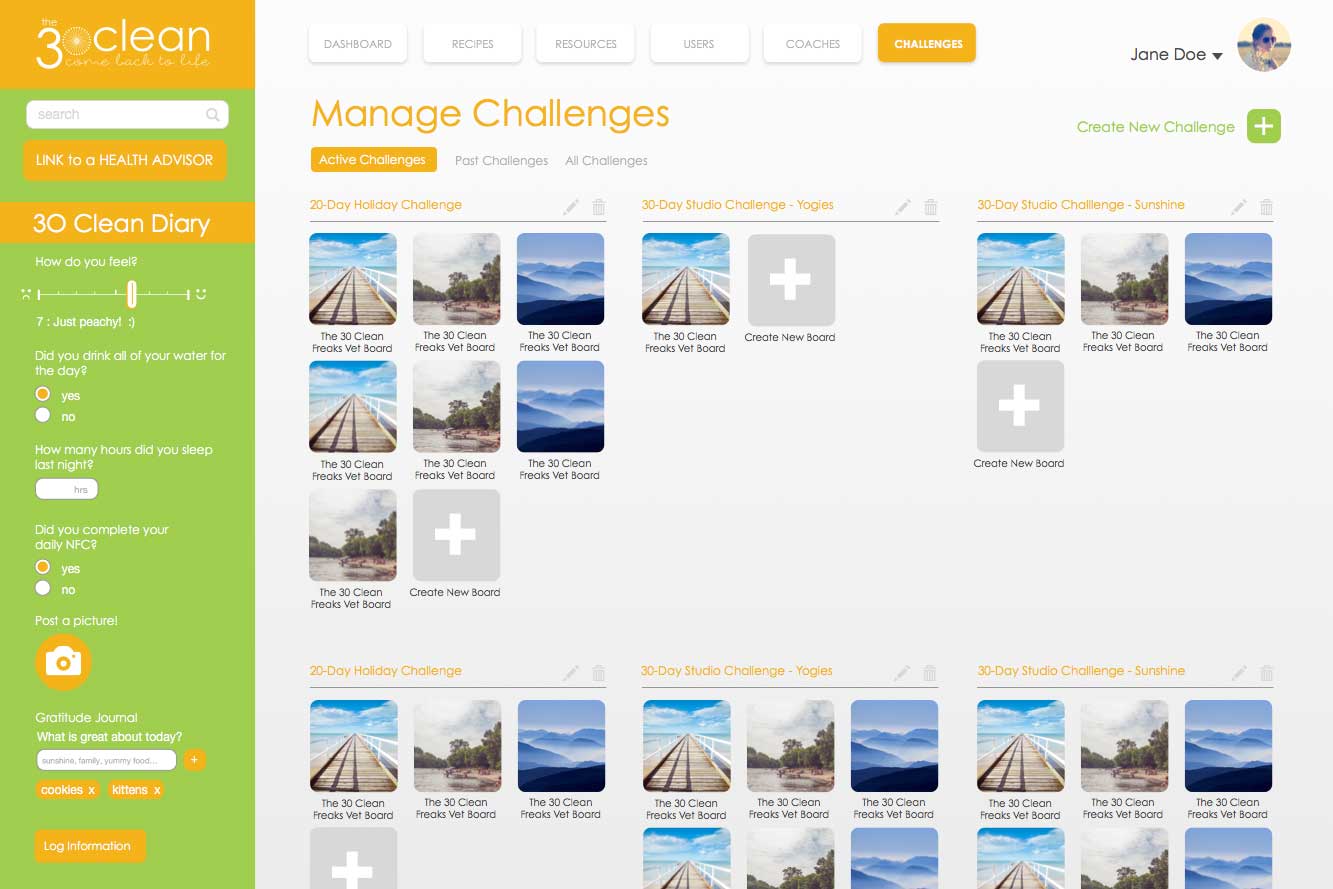 the
30clean
come back to life
search
LINK to a HEALTH ADVISOR
3O Clean Diary
How do you feel?
7 : Just peachy! :)
Did you drink all of your water for
the day?
yes
no
How many hours did you sleep
last night?
hrs
Did you complete your
daily NFC?
yes
no
Post a picture!
Gratitude Journal
What is great about today?
sunshine, family, yummy food...
+
cookies x
kittens x
Log Information
DASHBOARD
RECIPES
RESOURCES
USERS
COACHES
CHALLENGES
Jane Doe
Manage Challenges
Create New Challenge
Active Challenges
Past Challenges
All Challenges
20-Day Holiday Challenge
The 30 Clean
Freaks Vet Board
The 30 Clean
Freaks Vet Board
The 30 Clean
Freaks Vet Board
The 30 Clean
Freaks Vet Board
The 30 Clean
Freaks Vet Board
The 30 Clean
Freaks Vet Board
The 30 Clean
Freaks Vet Board
Create New Board
30-Day Studio Challenge - Yogies
The 30 Clean
Freaks Vet Board
Create New Board
30-Day Studio Challenge - Sunshine
The 30 Clean
Freaks Vet Board
The 30 Clean
Freaks Vet Board
The 30 Clean
Freaks Vet Board
Create New Board
20-Day Holiday Challenge
The 30 Clean
Freaks Vet Board
The 30 Clean
Freaks Vet Board
The 30 Clean
Freaks Vet Board
30-Day Studio Challenge - Yogies
The 30 Clean
Freaks Vet Board
The 30 Clean
Freaks Vet Board
The 30 Clean
Freaks Vet Board
30-Day Studio Challenge - Sunshine
The 30 Clean
Freaks Vet Board
The 30 Clean
Freaks Vet Board
The 30 Clean
Freaks Vet Board